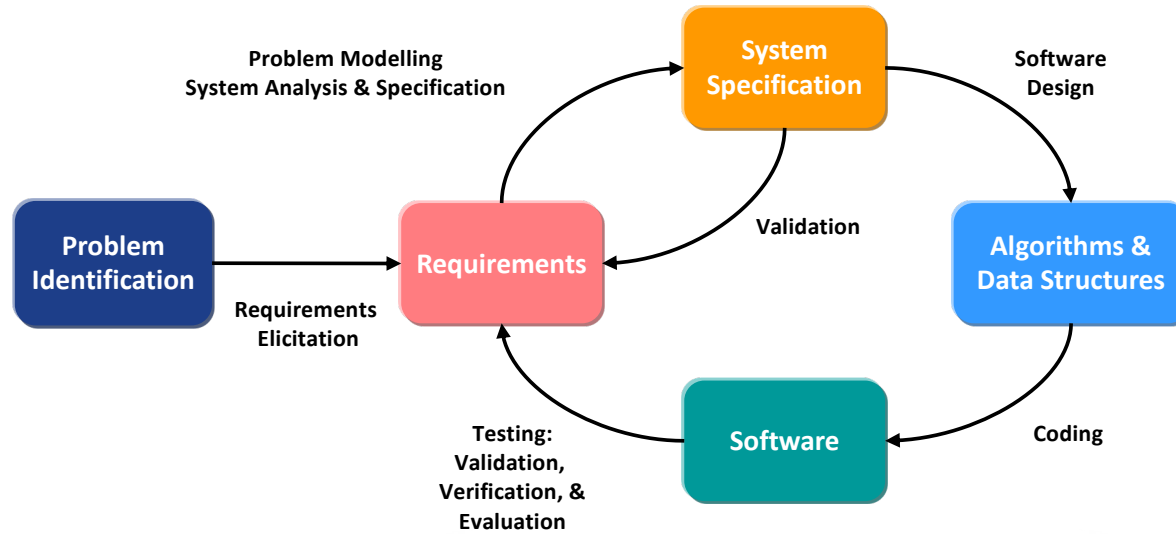 Problem Modelling
System Analysis & Specification
System
Specification
Software
Design
Problem
Identification
Requirements
Elicitation
Requirements
Validation
Algorithms &
Data Structures
Testing:
Validation,
Verification, &
Evaluation
Software
Coding